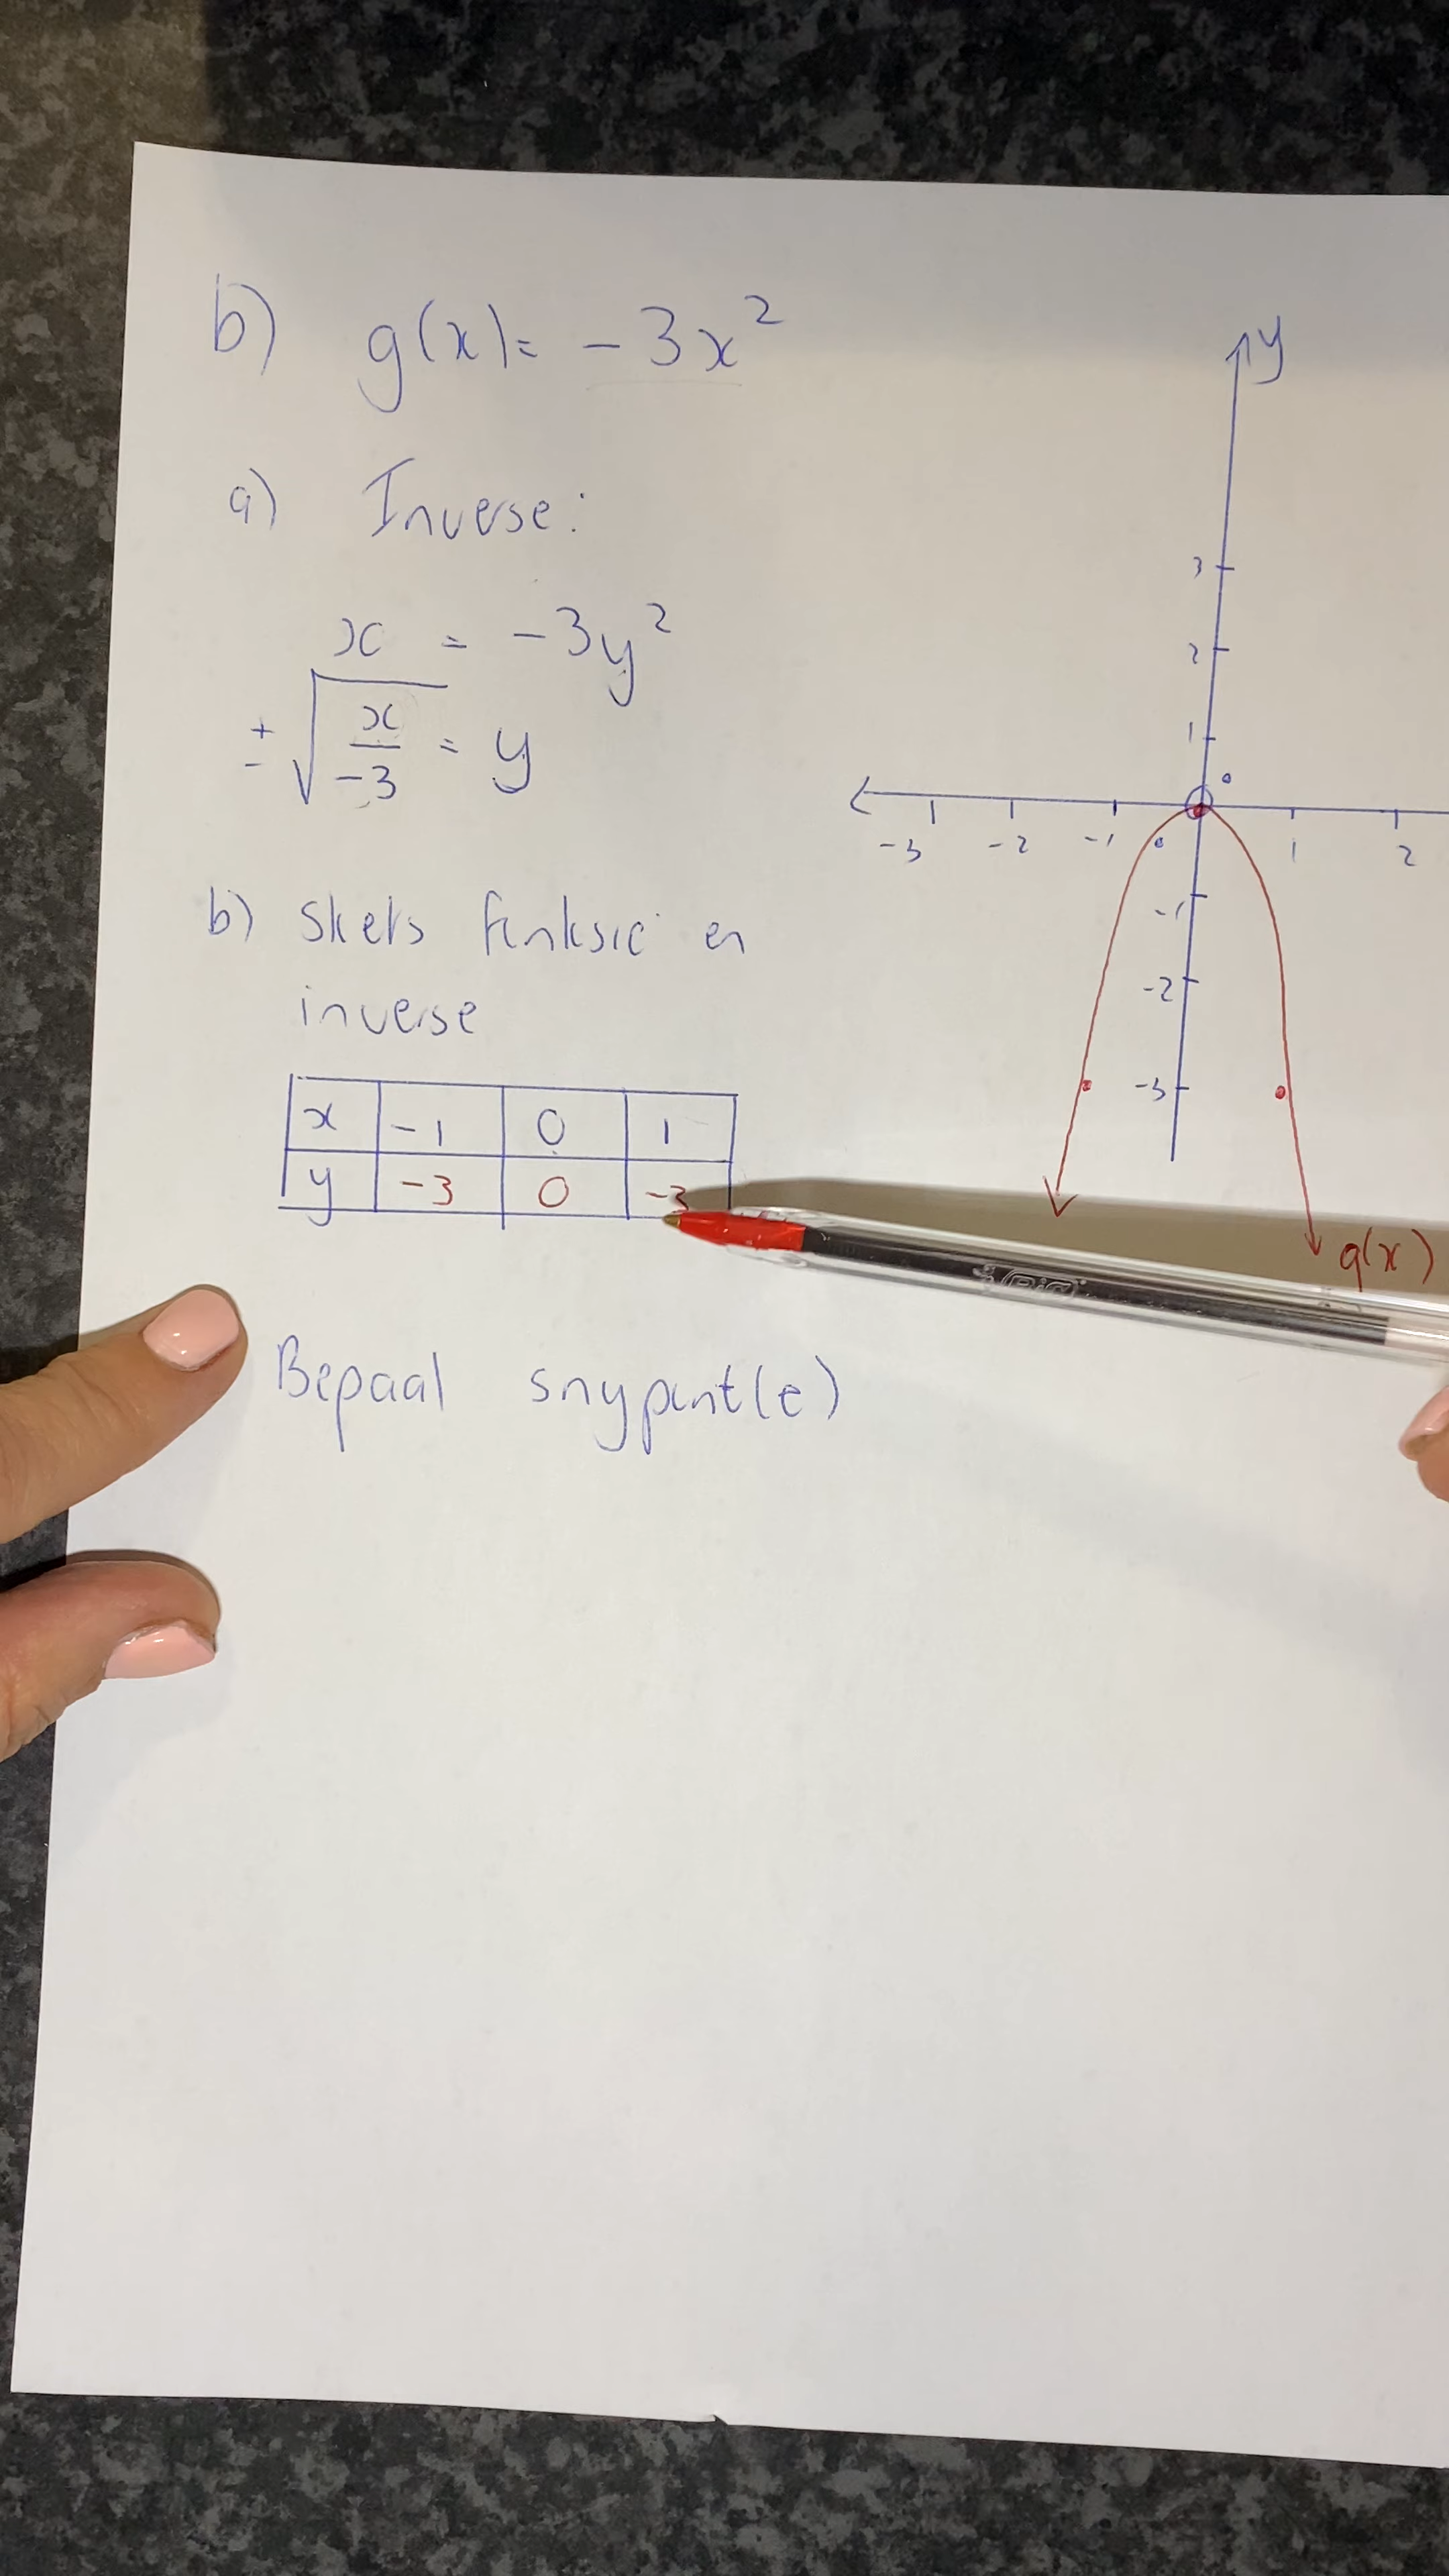 b) g(x) = -3x²
a) Inverse:
x = -3y²
± √(x/-3) = y
b) Skets funksie en
inverse
x -1 0 1
y -3 0 -3
Bepaal snypunt(e)
y
3
2
1
-3 -2 -1 1 2
-1
-2
-3
g(x)
BIC